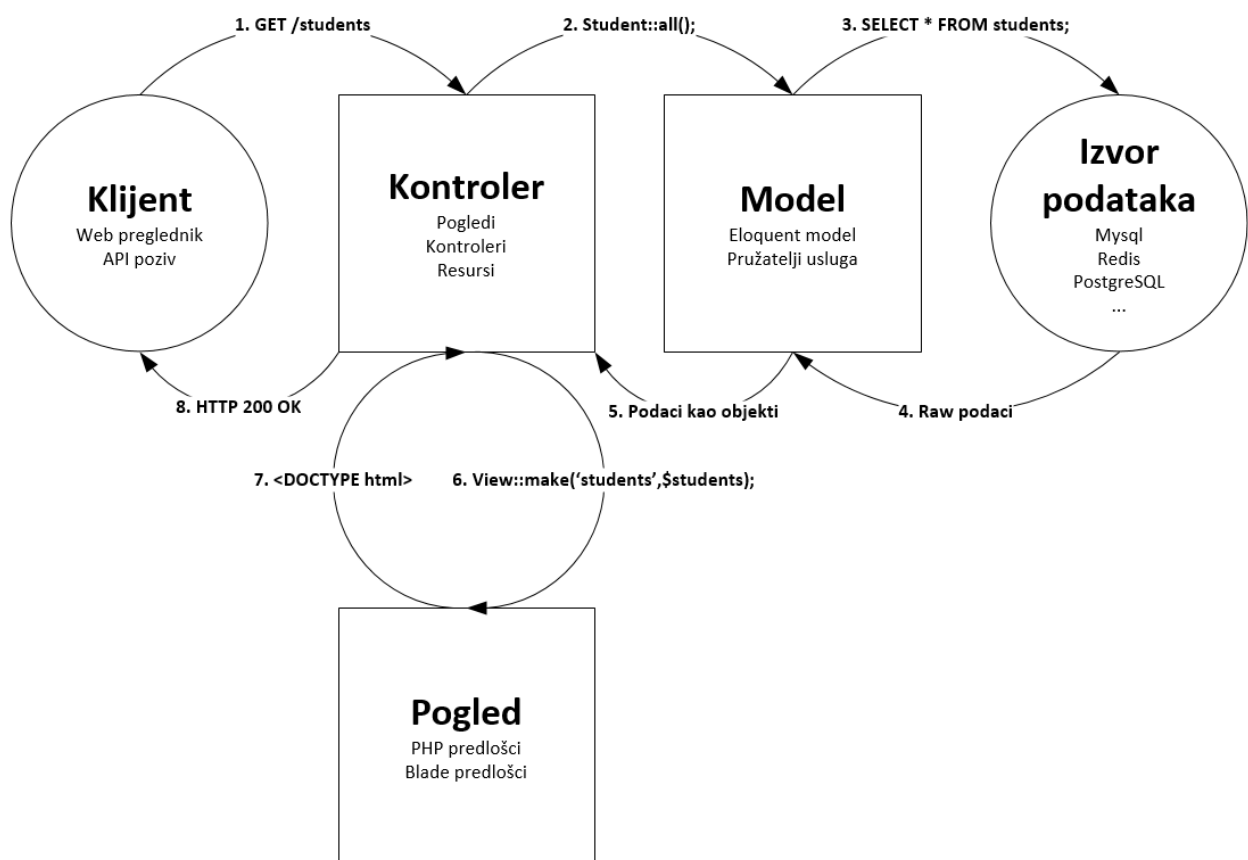 1. GET /students
2. Student::all();
3. SELECT * FROM students;
Klijent
Web preglednik
API poziv
Kontroler
Pogledi
Kontroleri
Resursi
Model
Eloquent model
Pružatelji usluga
Izvor
podataka
Mysql
Redis
PostgreSQL
...
8. HTTP 200 OK
5. Podaci kao objekti
4. Raw podaci
7. <DOCTYPE html>
6. View::make(‘students’,$students);
Pogled
PHP predlošci
Blade predlošci